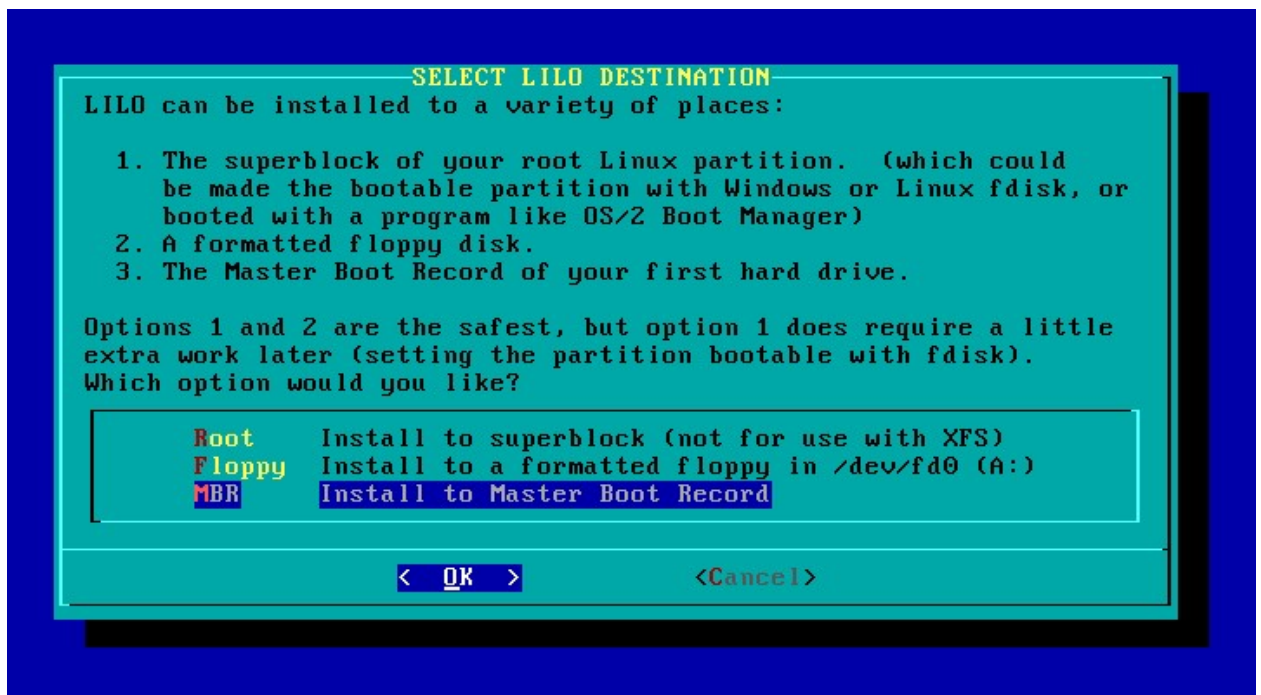 SELECT LILO DESTINATION
LILO can be installed to a variety of places:
1. The superblock of your root Linux partition. (which could
be made the bootable partition with Windows or Linux fdisk, or
booted with a program like OS/2 Boot Manager)
2. A formatted floppy disk.
3. The Master Boot Record of your first hard drive.
Options 1 and 2 are the safest, but option 1 does require a little
extra work later (setting the partition bootable with fdisk).
Which option would you like?
Root Install to superblock (not for use with XFS)
Floppy Install to a formatted floppy in /dev/fd0 (A:)
MBR Install to Master Boot Record
< OK > <Cancel>